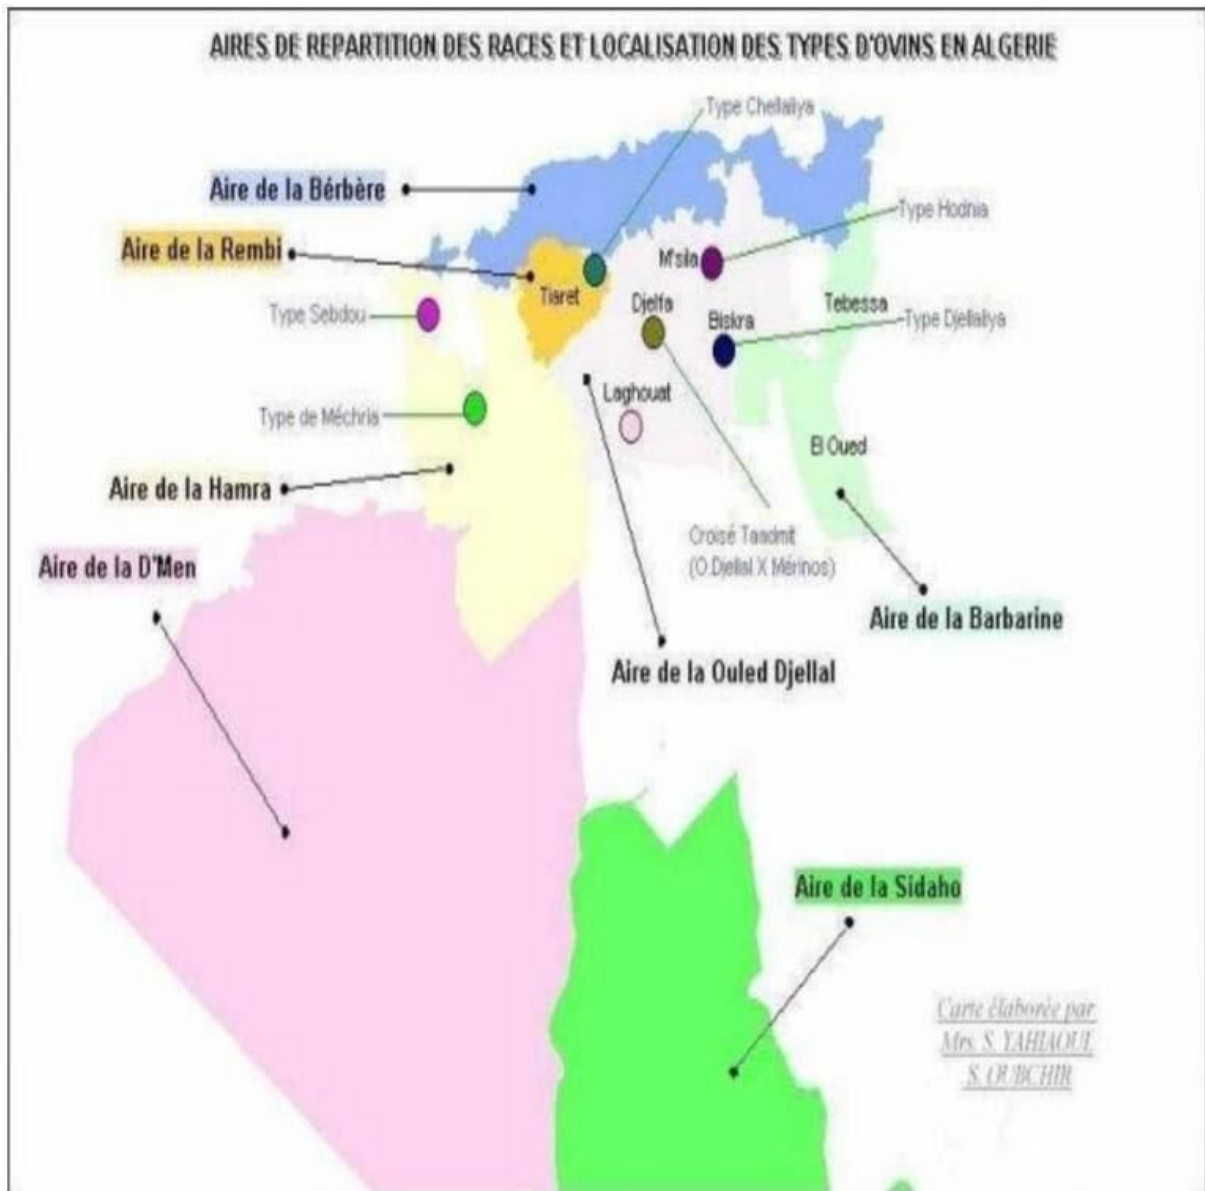 AIRES DE REPARTITION DES RACES ET LOCALISATION DES TYPES D'OVINS EN ALGERIE
Type Chellaliya
Aire de la Bérbère
Type Hodnia
Aire de la Rembi
M'sila
Tiaret
Djelfa
Biskra
Tebessa
Type Sebdou
Type Djellaliya
Laghouat
Type de Méchria
El Oued
Aire de la Hamra
Croisé Taadmit
(O.Djellal X Mérinos)
Aire de la D'Men
Aire de la Barbarine
Aire de la Ouled Djellal
Aire de la Sidaho
Carte élaborée par
Mrs. S. YAHIAOUI
S. OUBCHIR